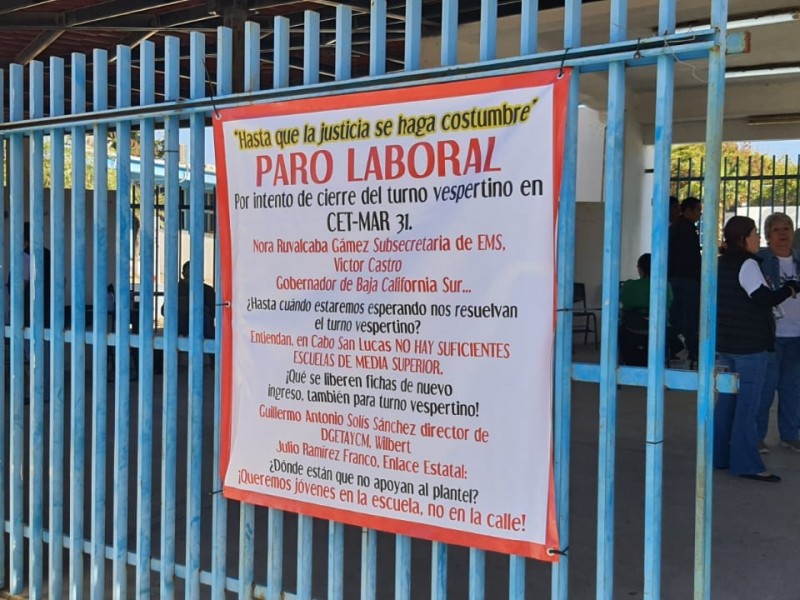 "Hasta que la justicia se haga costumbre"
PARO LABORAL
Por intento de cierre del turno vespertino en
CET-MAR 31.
Nora Ruvalcaba Gámez Subsecretaria de EMS,
Victor Castro
Gobernador de Baja California Sur...
¿Hasta cuándo estaremos esperando nos resuelvan
el turno vespertino?
Entiendan, en Cabo San Lucas NO HAY SUFICIENTES
ESCUELAS DE MEDIA SUPERIOR.
¡Qué se liberen fichas de nuevo
ingreso, también para turno vespertino!
Guillermo Antonio Solís Sánchez director de
DGETAYCM, Wilbert
Julio Ramírez Franco, Enlace Estatal:
¿Dónde están que no apoyan al plantel?
¡Queremos jóvenes en la escuela, no en la calle!